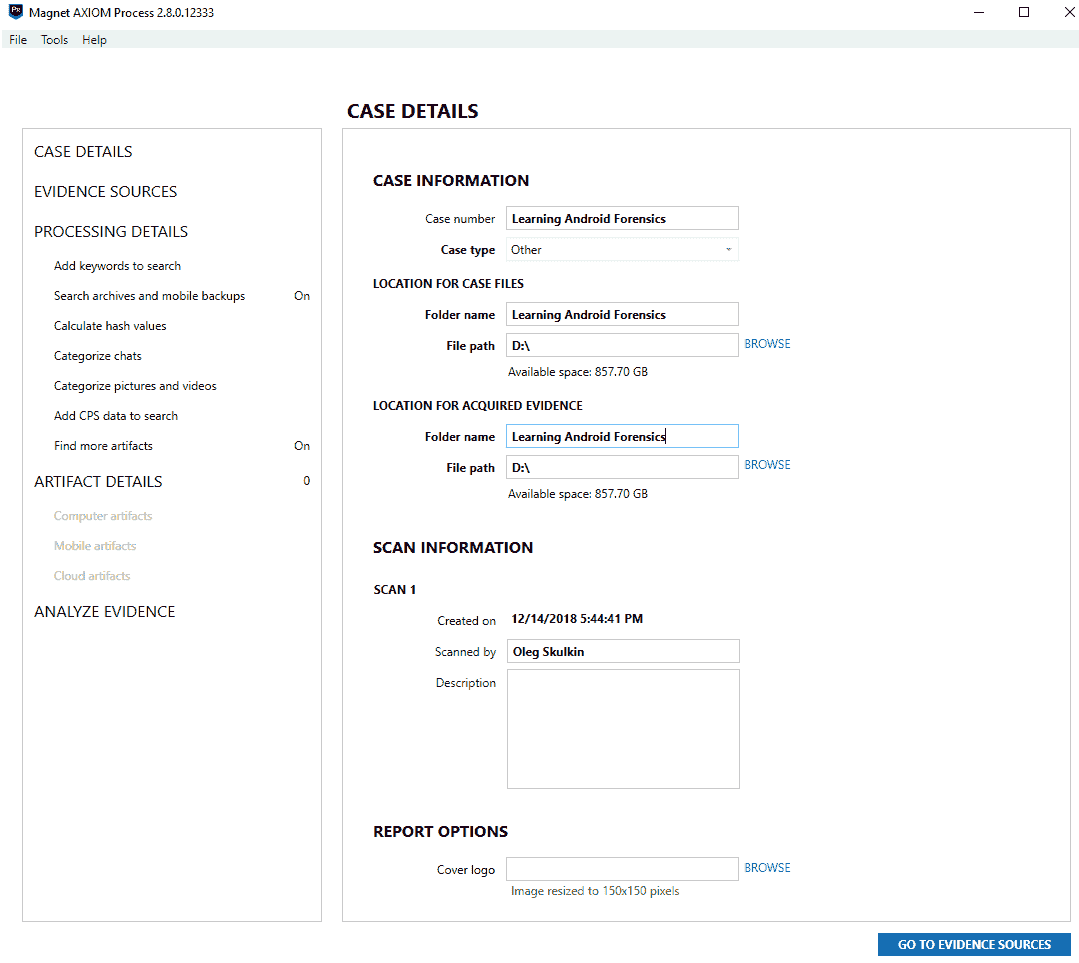 Magnet AXIOM Process 2.8.0.12333
File Tools Help
CASE DETAILS
CASE DETAILS
EVIDENCE SOURCES
PROCESSING DETAILS
Add keywords to search
Search archives and mobile backups On
Calculate hash values
Categorize chats
Categorize pictures and videos
Add CPS data to search
Find more artifacts On
ARTIFACT DETAILS 0
Computer artifacts
Mobile artifacts
Cloud artifacts
ANALYZE EVIDENCE
CASE INFORMATION
Case number Learning Android Forensics
Case type Other
LOCATION FOR CASE FILES
Folder name Learning Android Forensics
File path D:\ BROWSE
Available space: 857.70 GB
LOCATION FOR ACQUIRED EVIDENCE
Folder name Learning Android Forensics
File path D:\ BROWSE
Available space: 857.70 GB
SCAN INFORMATION
SCAN 1
Created on 12/14/2018 5:44:41 PM
Scanned by Oleg Skulkin
Description
REPORT OPTIONS
Cover logo BROWSE
Image resized to 150x150 pixels
GO TO EVIDENCE SOURCES